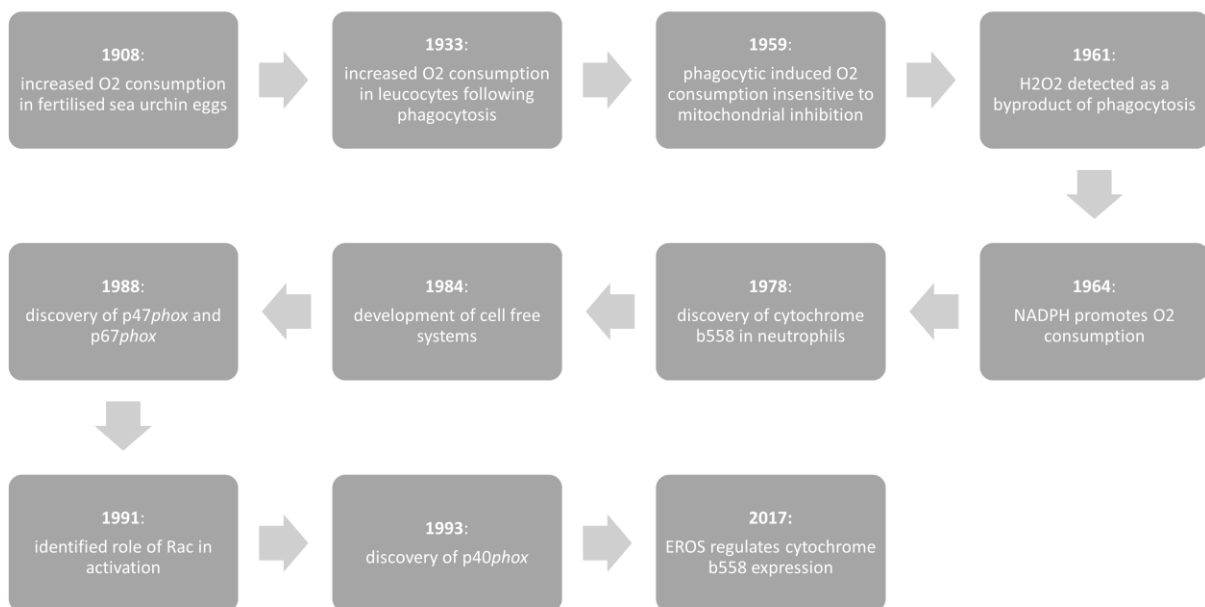 1908:
increased O2 consumption
in fertilised sea urchin eggs
1933:
increased O2 consumption
in leucocytes following
phagocytosis
1959:
phagocytic induced O2
consumption insensitive to
mitochondrial inhibition
1961:
H2O2 detected as a
byproduct of phagocytosis
1964:
NADPH promotes O2
consumption
1978:
discovery of cytochrome
b558 in neutrophils
1984:
development of cell free
systems
1988:
discovery of p47phox and
p67phox
1991:
identified role of Rac in
activation
1993:
discovery of p40phox
2017:
EROS regulates cytochrome
b558 expression